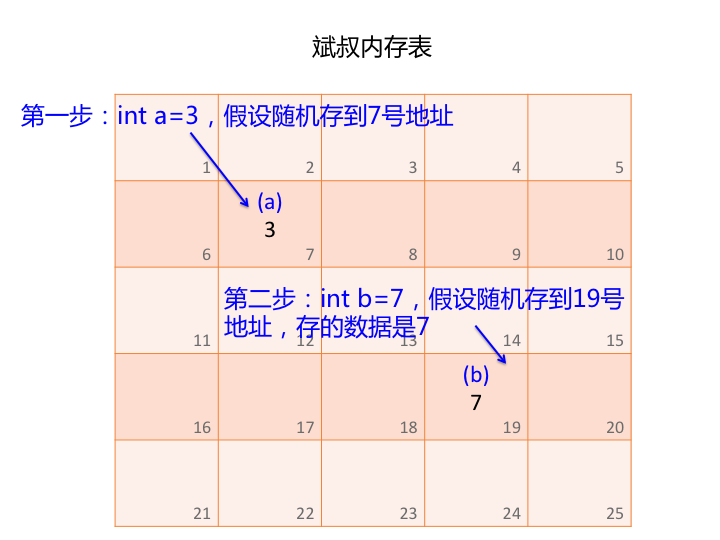 斌叔内存表
第一步：int a=3，假设随机存到7号地址
1 2 3 4 5
(a)
3
6 7 8 9 10
第二步：int b=7，假设随机存到19号
地址，存的数据是7
11 12 13 14 15
(b)
7
16 17 18 19 20
21 22 23 24 25